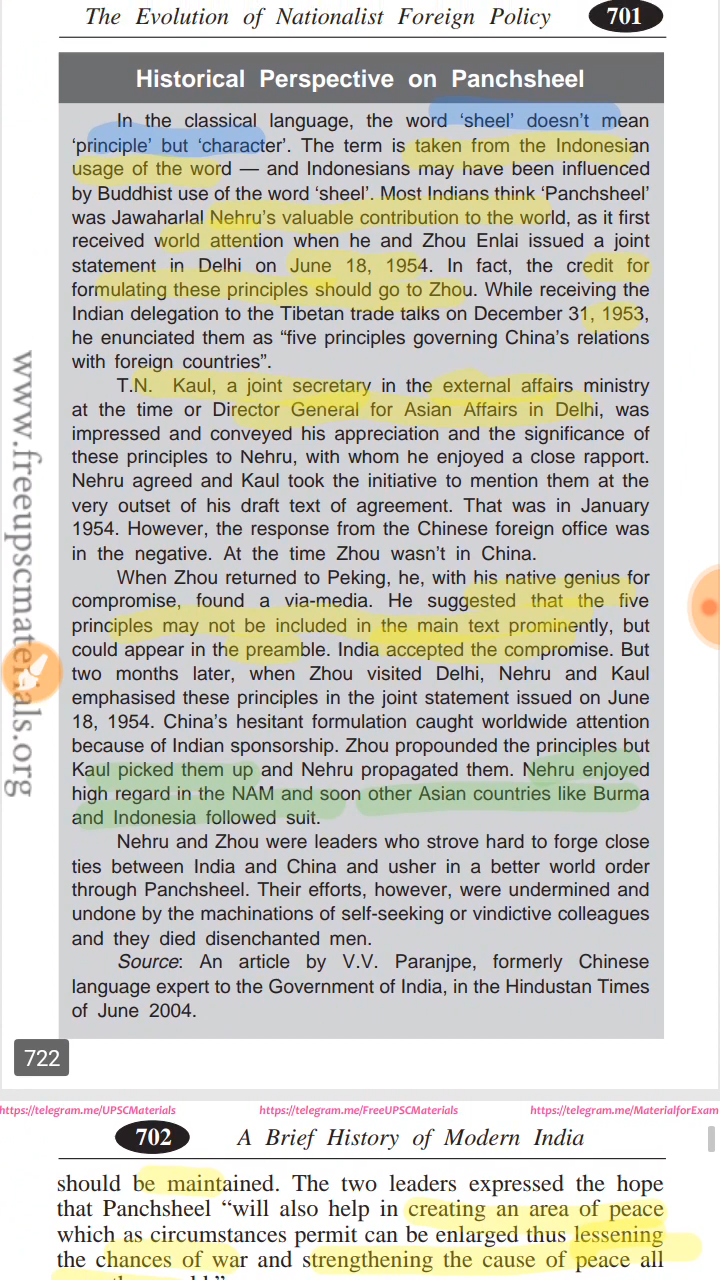 The Evolution of Nationalist Foreign Policy 701
Historical Perspective on Panchsheel
In the classical language, the word ‘sheel’ doesn’t mean
‘principle’ but ‘character’. The term is taken from the Indonesian
usage of the word — and Indonesians may have been influenced
by Buddhist use of the word ‘sheel’. Most Indians think ‘Panchsheel’
was Jawaharlal Nehru’s valuable contribution to the world, as it first
received world attention when he and Zhou Enlai issued a joint
statement in Delhi on June 18, 1954. In fact, the credit for
formulating these principles should go to Zhou. While receiving the
Indian delegation to the Tibetan trade talks on December 31, 1953,
he enunciated them as “five principles governing China’s relations
with foreign countries”.
T.N. Kaul, a joint secretary in the external affairs ministry
at the time or Director General for Asian Affairs in Delhi, was
impressed and conveyed his appreciation and the significance of
these principles to Nehru, with whom he enjoyed a close rapport.
Nehru agreed and Kaul took the initiative to mention them at the
very outset of his draft text of agreement. That was in January
1954. However, the response from the Chinese foreign office was
in the negative. At the time Zhou wasn’t in China.
When Zhou returned to Peking, he, with his native genius for
compromise, found a via-media. He suggested that the five
principles may not be included in the main text prominently, but
could appear in the preamble. India accepted the compromise. But
two months later, when Zhou visited Delhi, Nehru and Kaul
emphasised these principles in the joint statement issued on June
18, 1954. China’s hesitant formulation caught worldwide attention
because of Indian sponsorship. Zhou propounded the principles but
Kaul picked them up and Nehru propagated them. Nehru enjoyed
high regard in the NAM and soon other Asian countries like Burma
and Indonesia followed suit.
Nehru and Zhou were leaders who strove hard to forge close
ties between India and China and usher in a better world order
through Panchsheel. Their efforts, however, were undermined and
undone by the machinations of self-seeking or vindictive colleagues
and they died disenchanted men.
Source: An article by V.V. Paranjpe, formerly Chinese
language expert to the Government of India, in the Hindustan Times
of June 2004.
www.freeupscmaterials.org
722
https://telegram.me/UPSCMaterials https://telegram.me/FreeUPSCMaterials https://telegram.me/MaterialforExam
702 A Brief History of Modern India
should be maintained. The two leaders expressed the hope
that Panchsheel “will also help in creating an area of peace
which as circumstances permit can be enlarged thus lessening
the chances of war and strengthening the cause of peace all